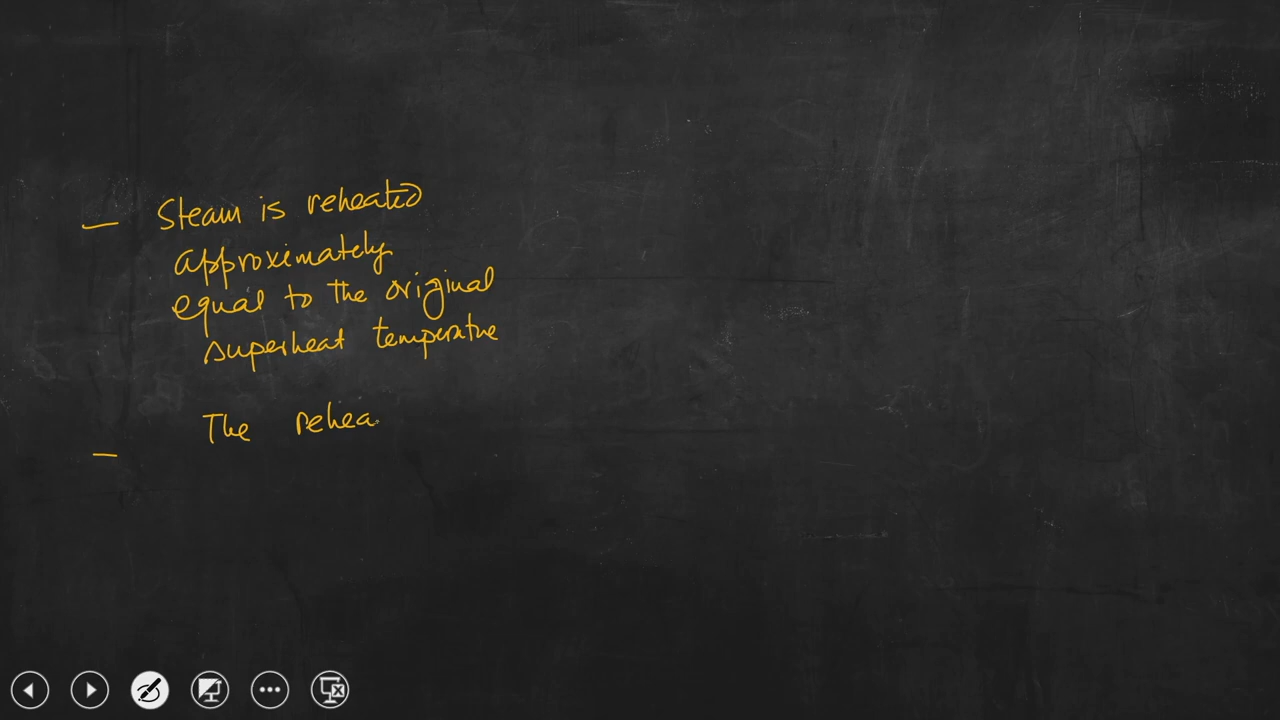 — Steam is reheated
approximately
equal to the original
superheat temperature
The rehea
—